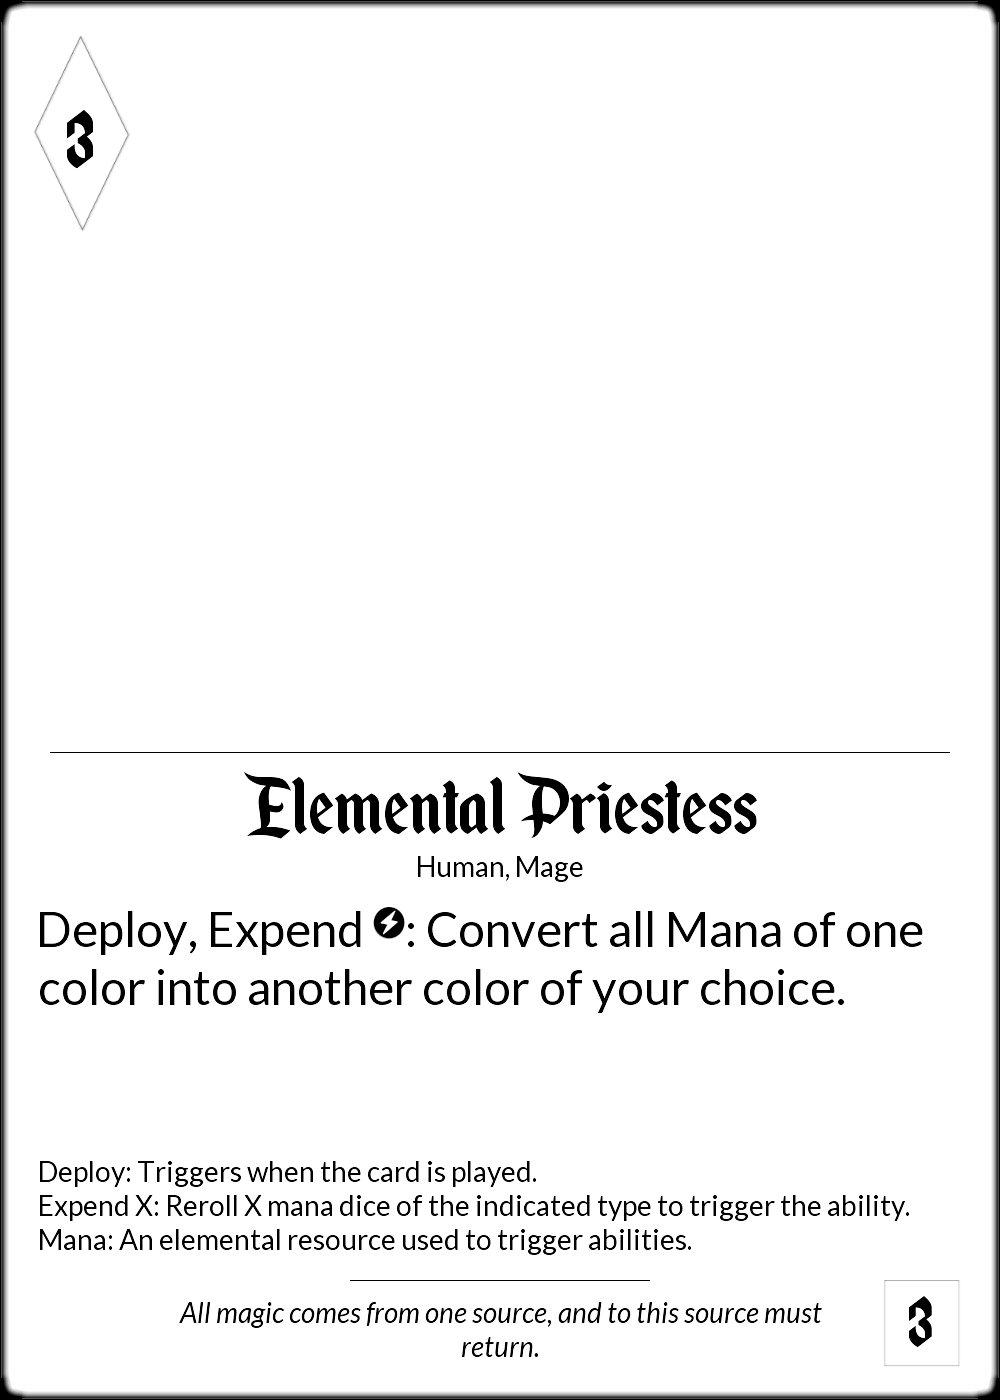 3
Elemental Priestess
Human, Mage
Deploy, Expend ⚡: Convert all Mana of one
color into another color of your choice.
Deploy: Triggers when the card is played.
Expend X: Reroll X mana dice of the indicated type to trigger the ability.
Mana: An elemental resource used to trigger abilities.
All magic comes from one source, and to this source must
return.
3